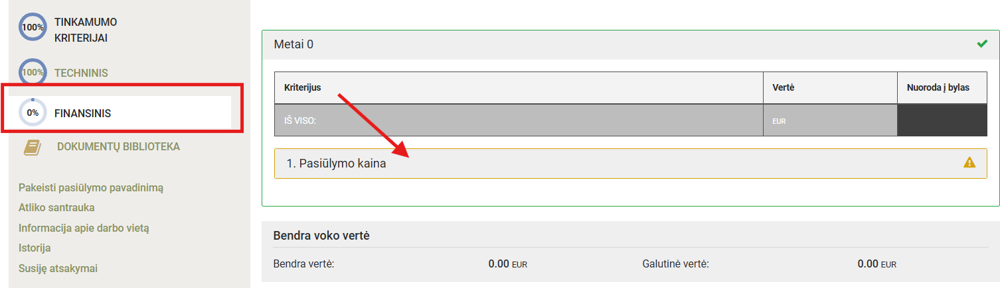 100%
TINKAMUMO
KRITERIJAI
100%
TECHNINIS
0%
FINANSINIS
DOKUMENTŲ BIBLIOTEKA
Pakeisti pasiūlymo pavadinimą
Atliko santrauka
Informacija apie darbo vietą
Istorija
Susiję atsakymai
Metai 0
Kriterijus Vertė Nuoroda į bylas
IŠ VISO: EUR
1. Pasiūlymo kaina
Bendra voko vertė
Bendra vertė: 0.00 EUR Galutinė vertė: 0.00 EUR